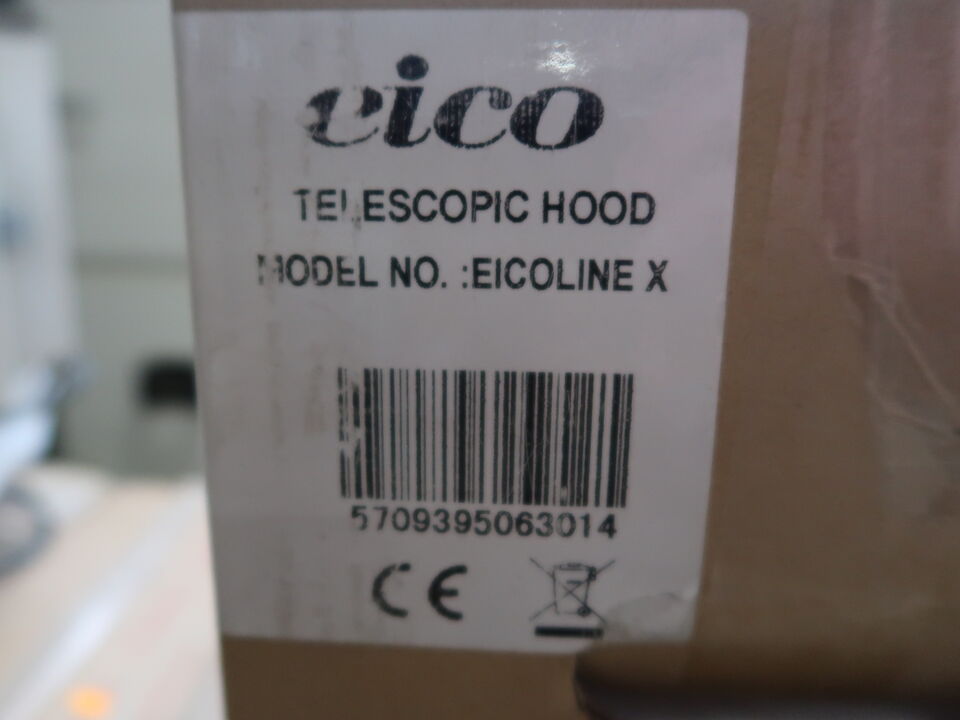 eico
TELESCOPIC HOOD
MODEL NO. :EICOLINE X
5709395063014
CE